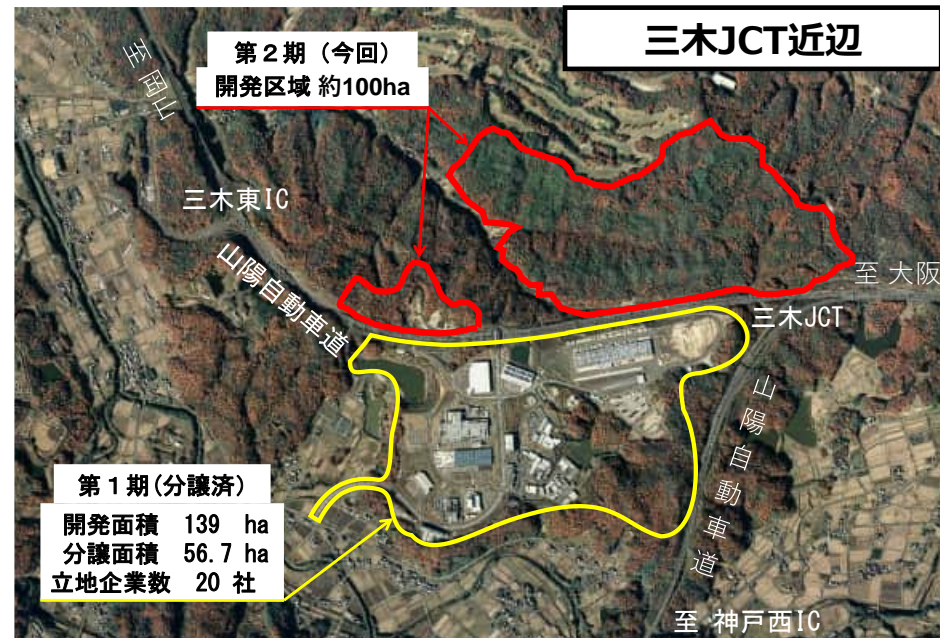 三木JCT近辺
第２期（今回）
開発区域 約100ha
至 岡山
三木東IC
山陽自動車道
至 大阪
三木JCT
山陽自動車道
第１期(分譲済)
開発面積　139　ha
分譲面積　56.7 ha
立地企業数　20 社
至 神戸西IC